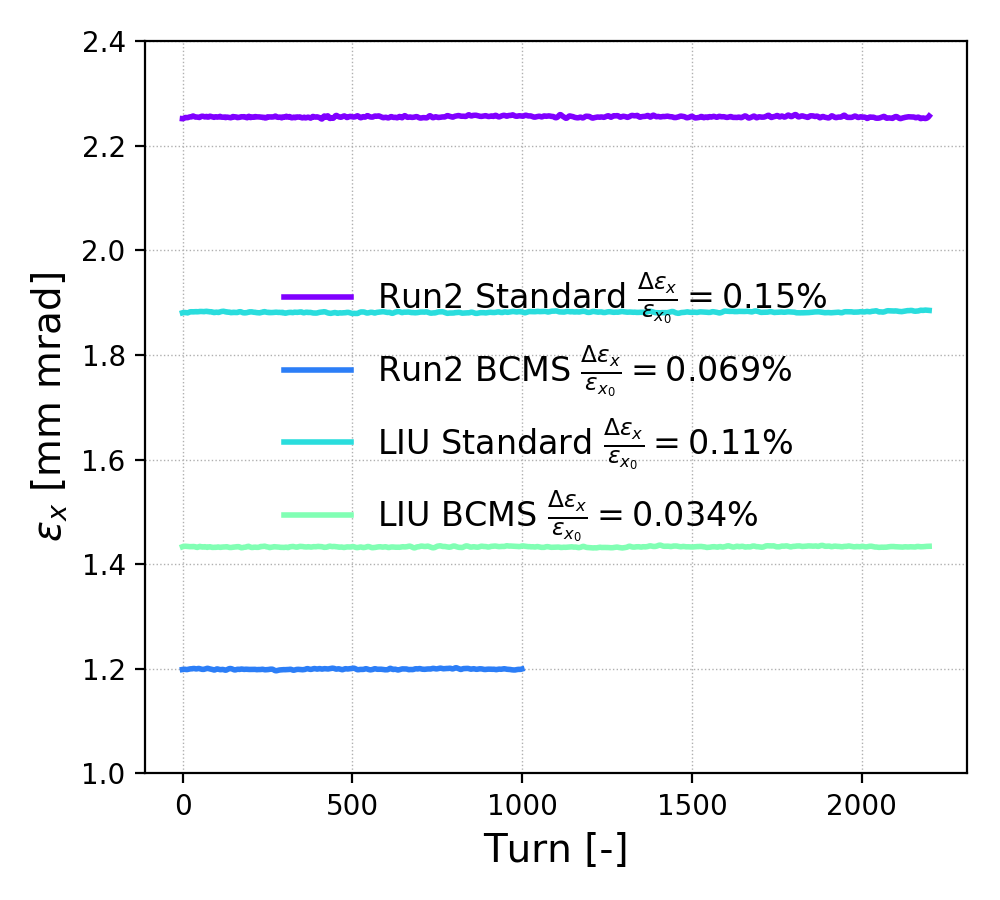 2.4
2.2
2.0
1.8
1.6
1.4
1.2
1.0
εx [mm mrad]
Run2 Standard Δεx/εx0 = 0.15%
Run2 BCMS Δεx/εx0 = 0.069%
LIU Standard Δεx/εx0 = 0.11%
LIU BCMS Δεx/εx0 = 0.034%
0 500 1000 1500 2000
Turn [-]